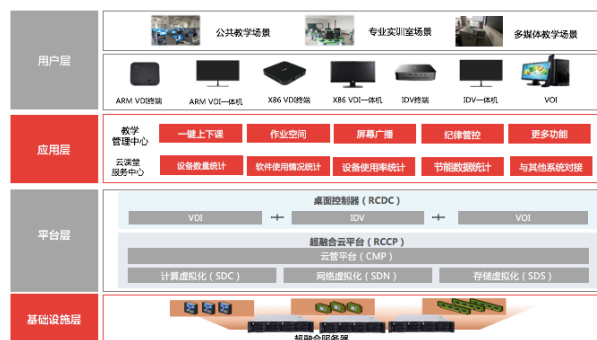 用户层
公共教学场景
专业实训室场景
多媒体教学场景
ARM VDI终端
ARM VDI一体机
X86 VDI终端
X86 VDI一体机
IDV终端
IDV一体机
VOI
应用层
教学
管理中心
一键上下课
作业空间
屏幕广播
纪律管控
更多功能
云课堂
服务中心
设备数量统计
软件使用情况统计
设备使用率统计
节能数据统计
与其他系统对接
平台层
桌面控制器（RCDC）
VDI
IDV
VOI
超融合云平台（RCCP）
云管平台（CMP）
计算虚拟化（SDC）
网络虚拟化（SDN）
存储虚拟化（SDS）
基础设施层
超融合服务器